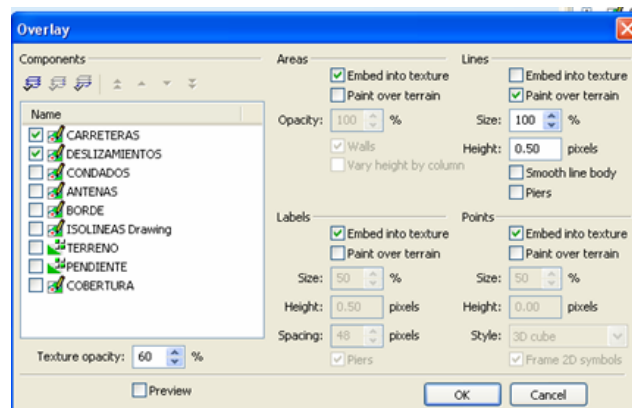 Overlay
Components
Name
CARRETERAS
DESLIZAMIENTOS
CONDADOS
ANTENAS
BORDE
ISOLINEAS Drawing
TERRENO
PENDIENTE
COBERTURA
Texture opacity: 60 %
Preview
Areas
Embed into texture
Paint over terrain
Opacity: 100 %
Walls
Vary height by column
Lines
Embed into texture
Paint over terrain
Size: 100 %
Height: 0.50 pixels
Smooth line body
Piers
Labels
Embed into texture
Paint over terrain
Size: 50 %
Height: 0.50 pixels
Spacing: 48 pixels
Piers
Points
Embed into texture
Paint over terrain
Size: 50 %
Height: 0.00 pixels
Style: 3D cube
Frame 2D symbols
OK
Cancel